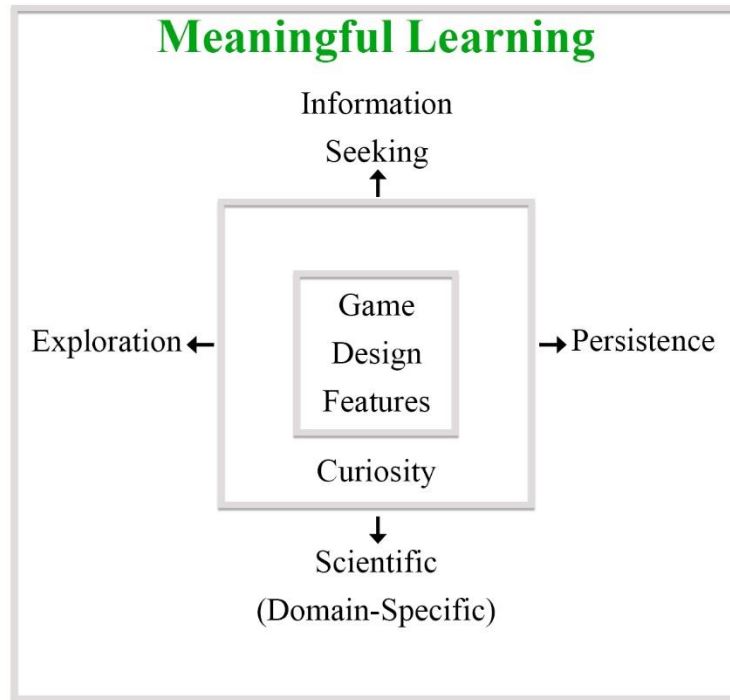 Meaningful Learning
Information
Seeking
Exploration
Game
Design
Features
Persistence
Curiosity
Scientific
(Domain-Specific)